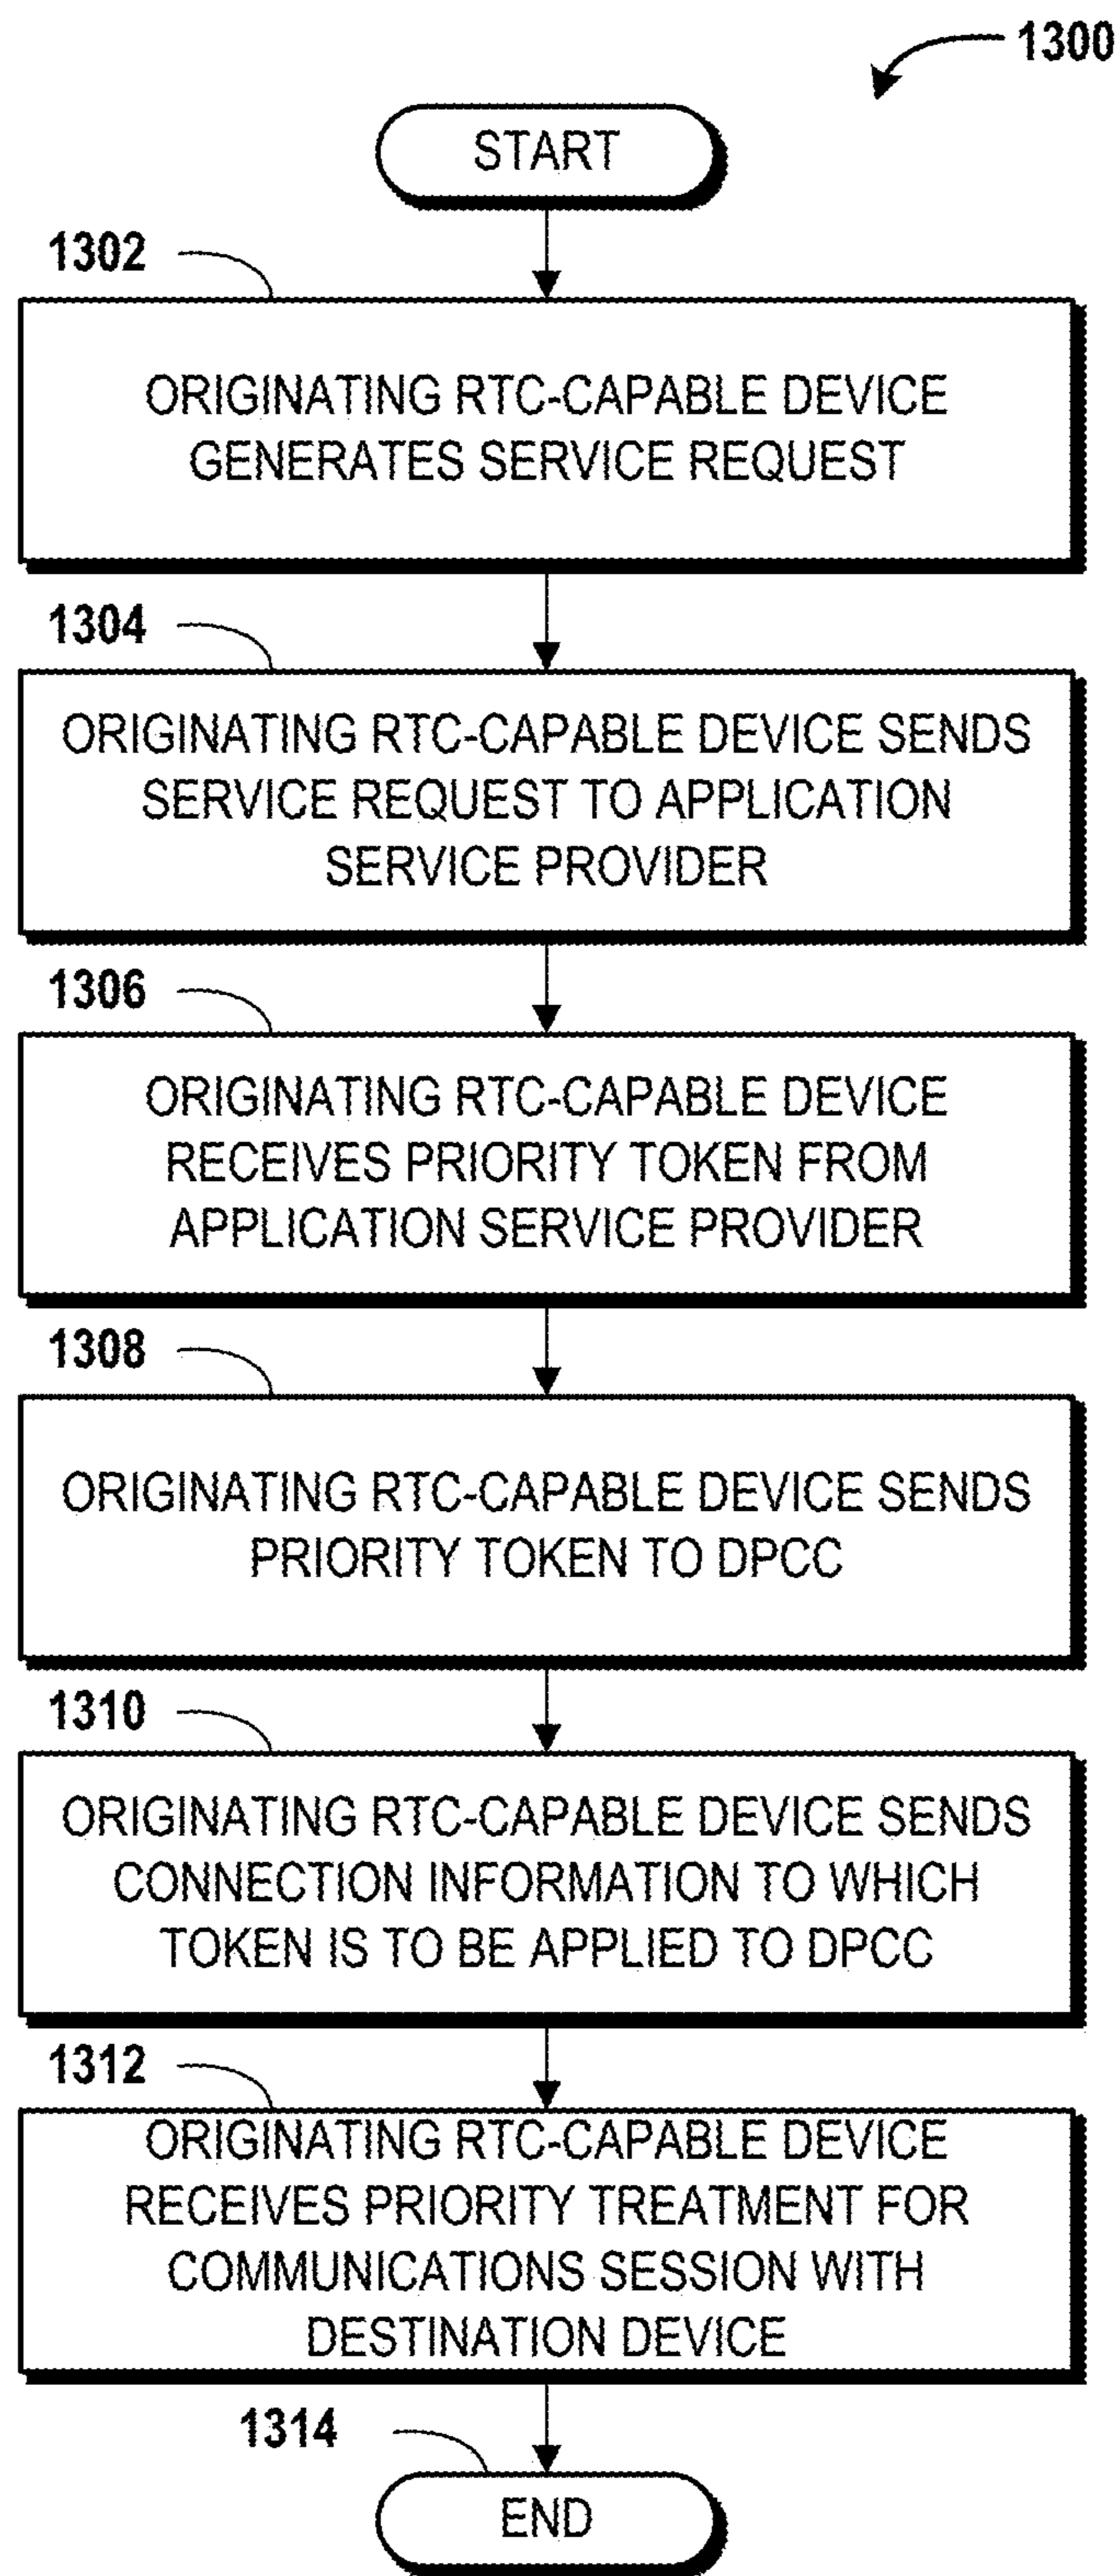 1300
START
1302
ORIGINATING RTC-CAPABLE DEVICE
GENERATES SERVICE REQUEST
1304
ORIGINATING RTC-CAPABLE DEVICE SENDS
SERVICE REQUEST TO APPLICATION
SERVICE PROVIDER
1306
ORIGINATING RTC-CAPABLE DEVICE
RECEIVES PRIORITY TOKEN FROM
APPLICATION SERVICE PROVIDER
1308
ORIGINATING RTC-CAPABLE DEVICE SENDS
PRIORITY TOKEN TO DPCC
1310
ORIGINATING RTC-CAPABLE DEVICE SENDS
CONNECTION INFORMATION TO WHICH
TOKEN IS TO BE APPLIED TO DPCC
1312
ORIGINATING RTC-CAPABLE DEVICE
RECEIVES PRIORITY TREATMENT FOR
COMMUNICATIONS SESSION WITH
DESTINATION DEVICE
1314
END